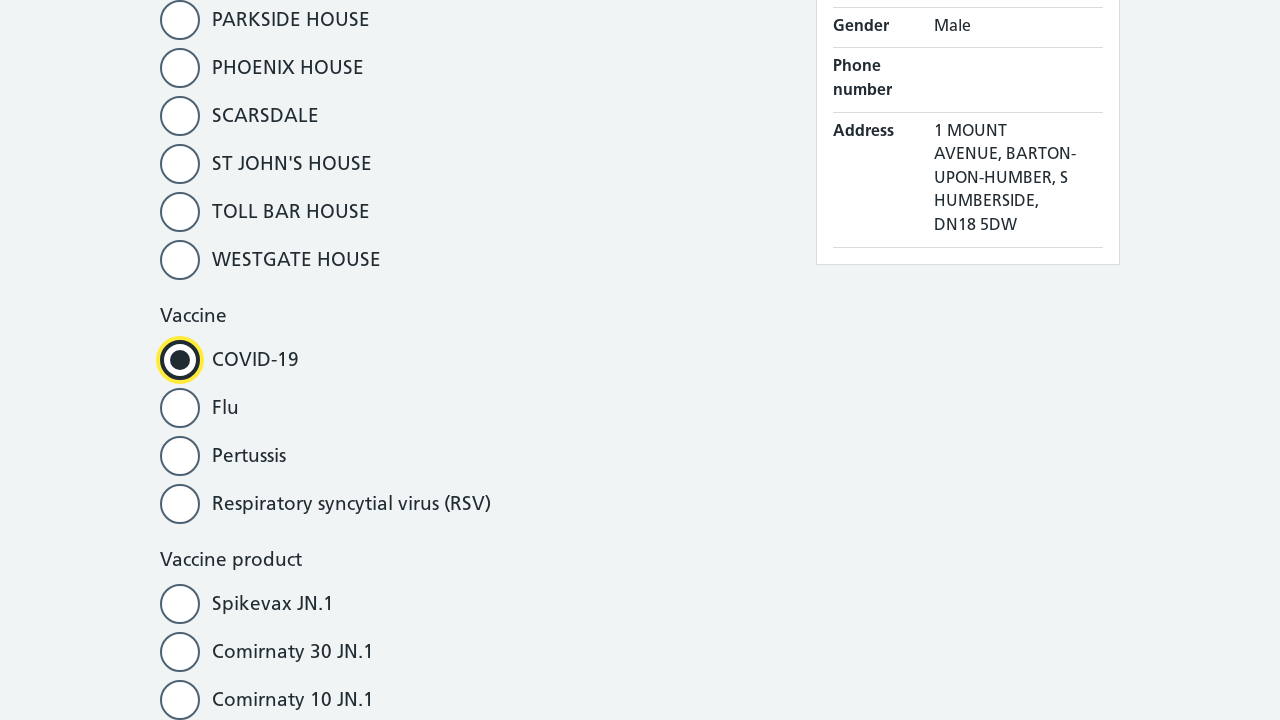 PARKSIDE HOUSE
PHOENIX HOUSE
SCARSDALE
ST JOHN'S HOUSE
TOLL BAR HOUSE
WESTGATE HOUSE
Vaccine
COVID-19
Flu
Pertussis
Respiratory syncytial virus (RSV)
Vaccine product
Spikevax JN.1
Comirnaty 30 JN.1
Comirnaty 10 JN.1
Gender Male
Phone
number
Address 1 MOUNT
AVENUE, BARTON-
UPON-HUMBER, S
HUMBERSIDE,
DN18 5DW